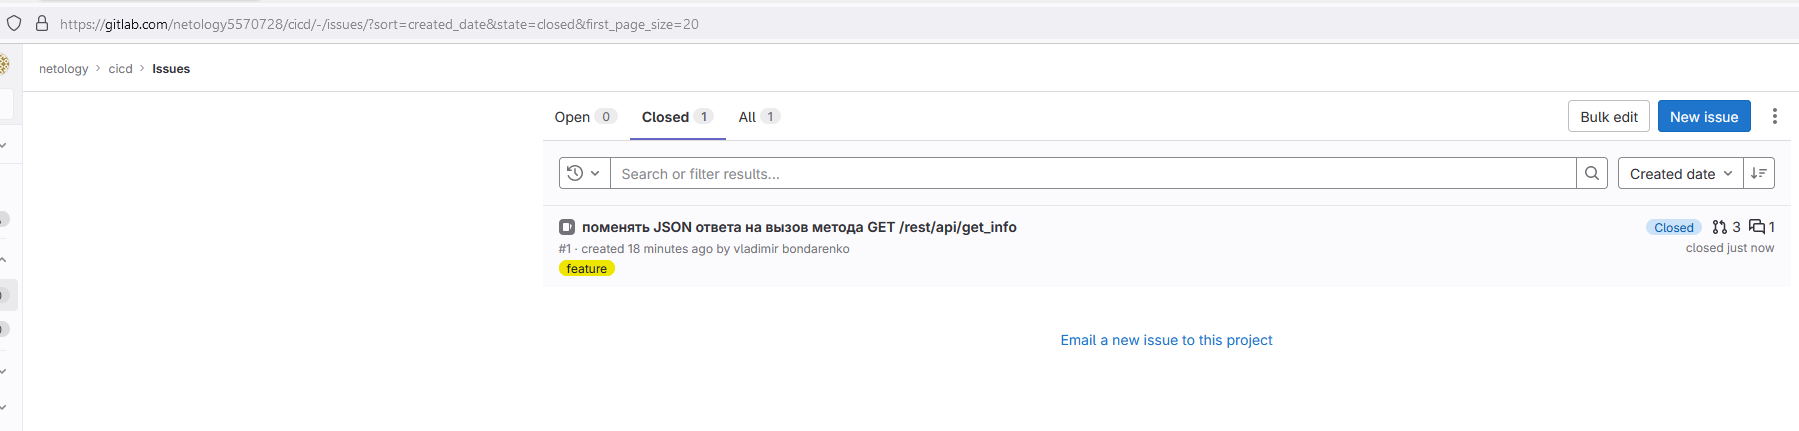 https://gitlab.com/netology5570728/cicd/-/issues/?sort=created_date&state=closed&first_page_size=20
netology › cicd › Issues
Open 0 Closed 1 All 1 Bulk edit New issue
Search or filter results... Created date
поменять JSON ответа на вызов метода GET /rest/api/get_info Closed 3 1
#1 · created 18 minutes ago by vladimir bondarenko closed just now
feature
Email a new issue to this project